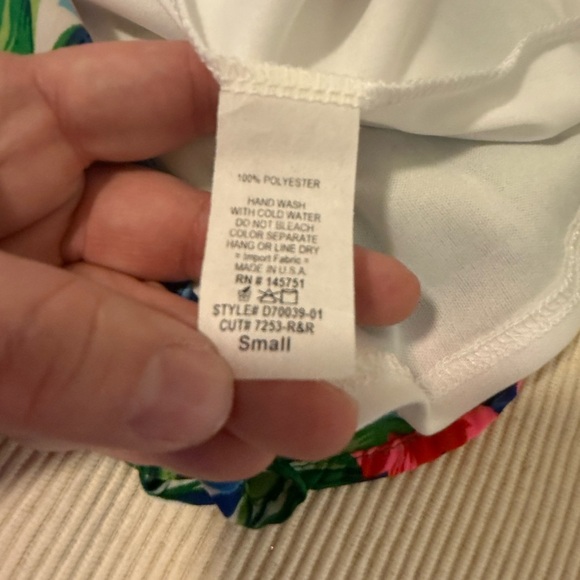 100% POLYESTER
HAND WASH
WITH COLD WATER
DO NOT BLEACH
COLOR SEPARATE
HANG OR LINE DRY
= Import Fabric =
MADE IN U.S.A.
RN # 145751
STYLE# D70039-01
CUT# 7253-R&R
Small